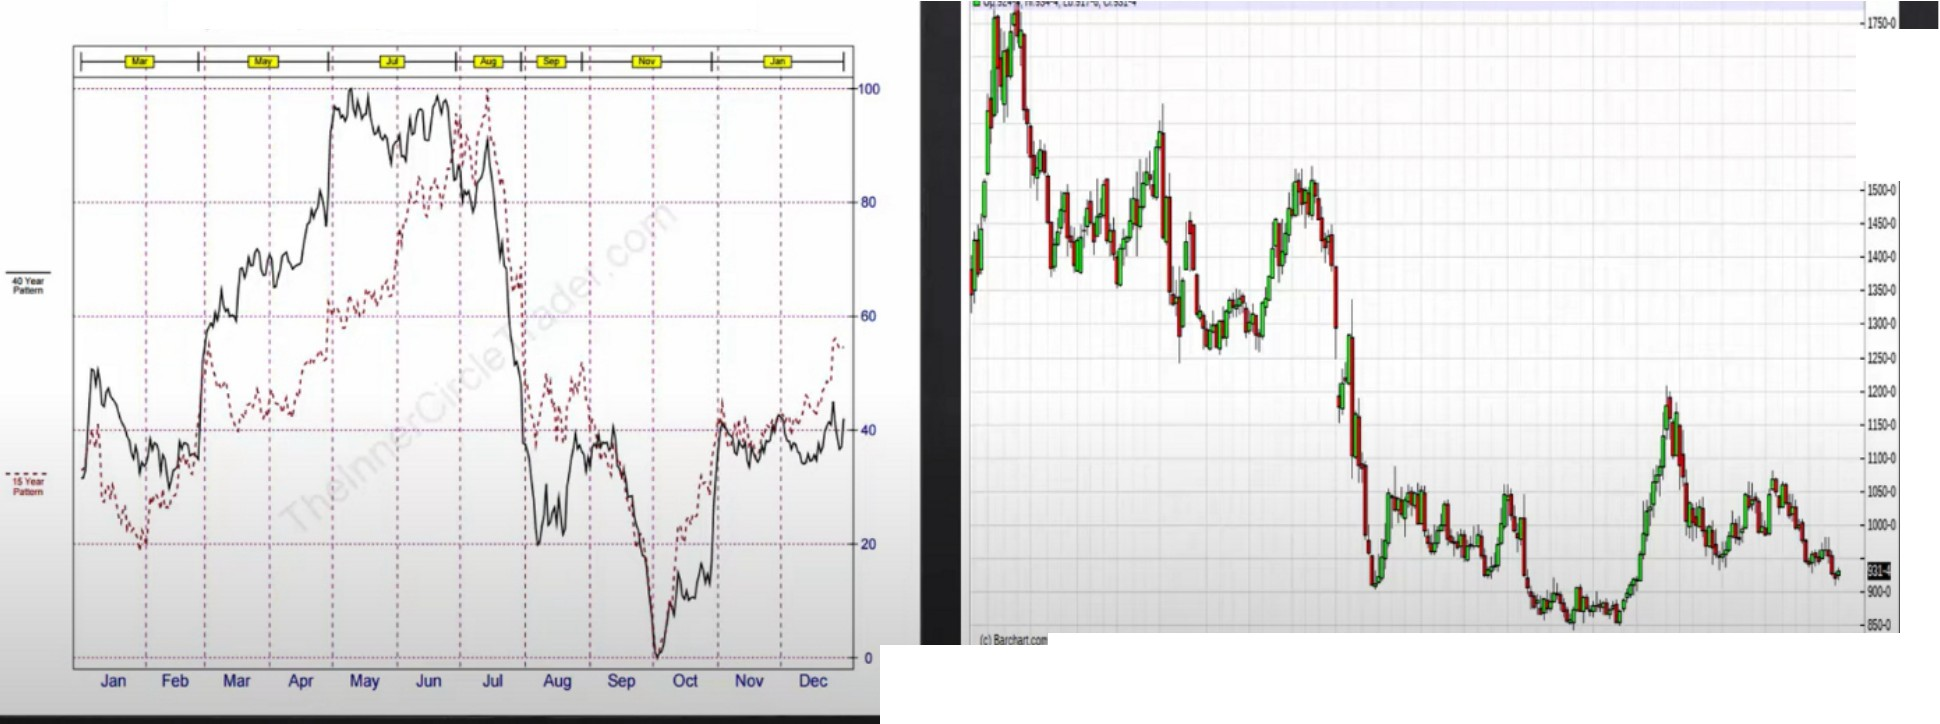 Mar May Jul Aug Sep Nov Jan
100
80
60
40
20
0
40 Year
Pattern
15 Year
Pattern
TheInnerCircleTrader.com
Jan Feb Mar Apr May Jun Jul Aug Sep Oct Nov Dec
1750-0
1500-0
1450-0
1400-0
1350-0
1300-0
1250-0
1200-0
1150-0
1100-0
1050-0
1000-0
931-4
900-0
850-0
(c) Barchart.com